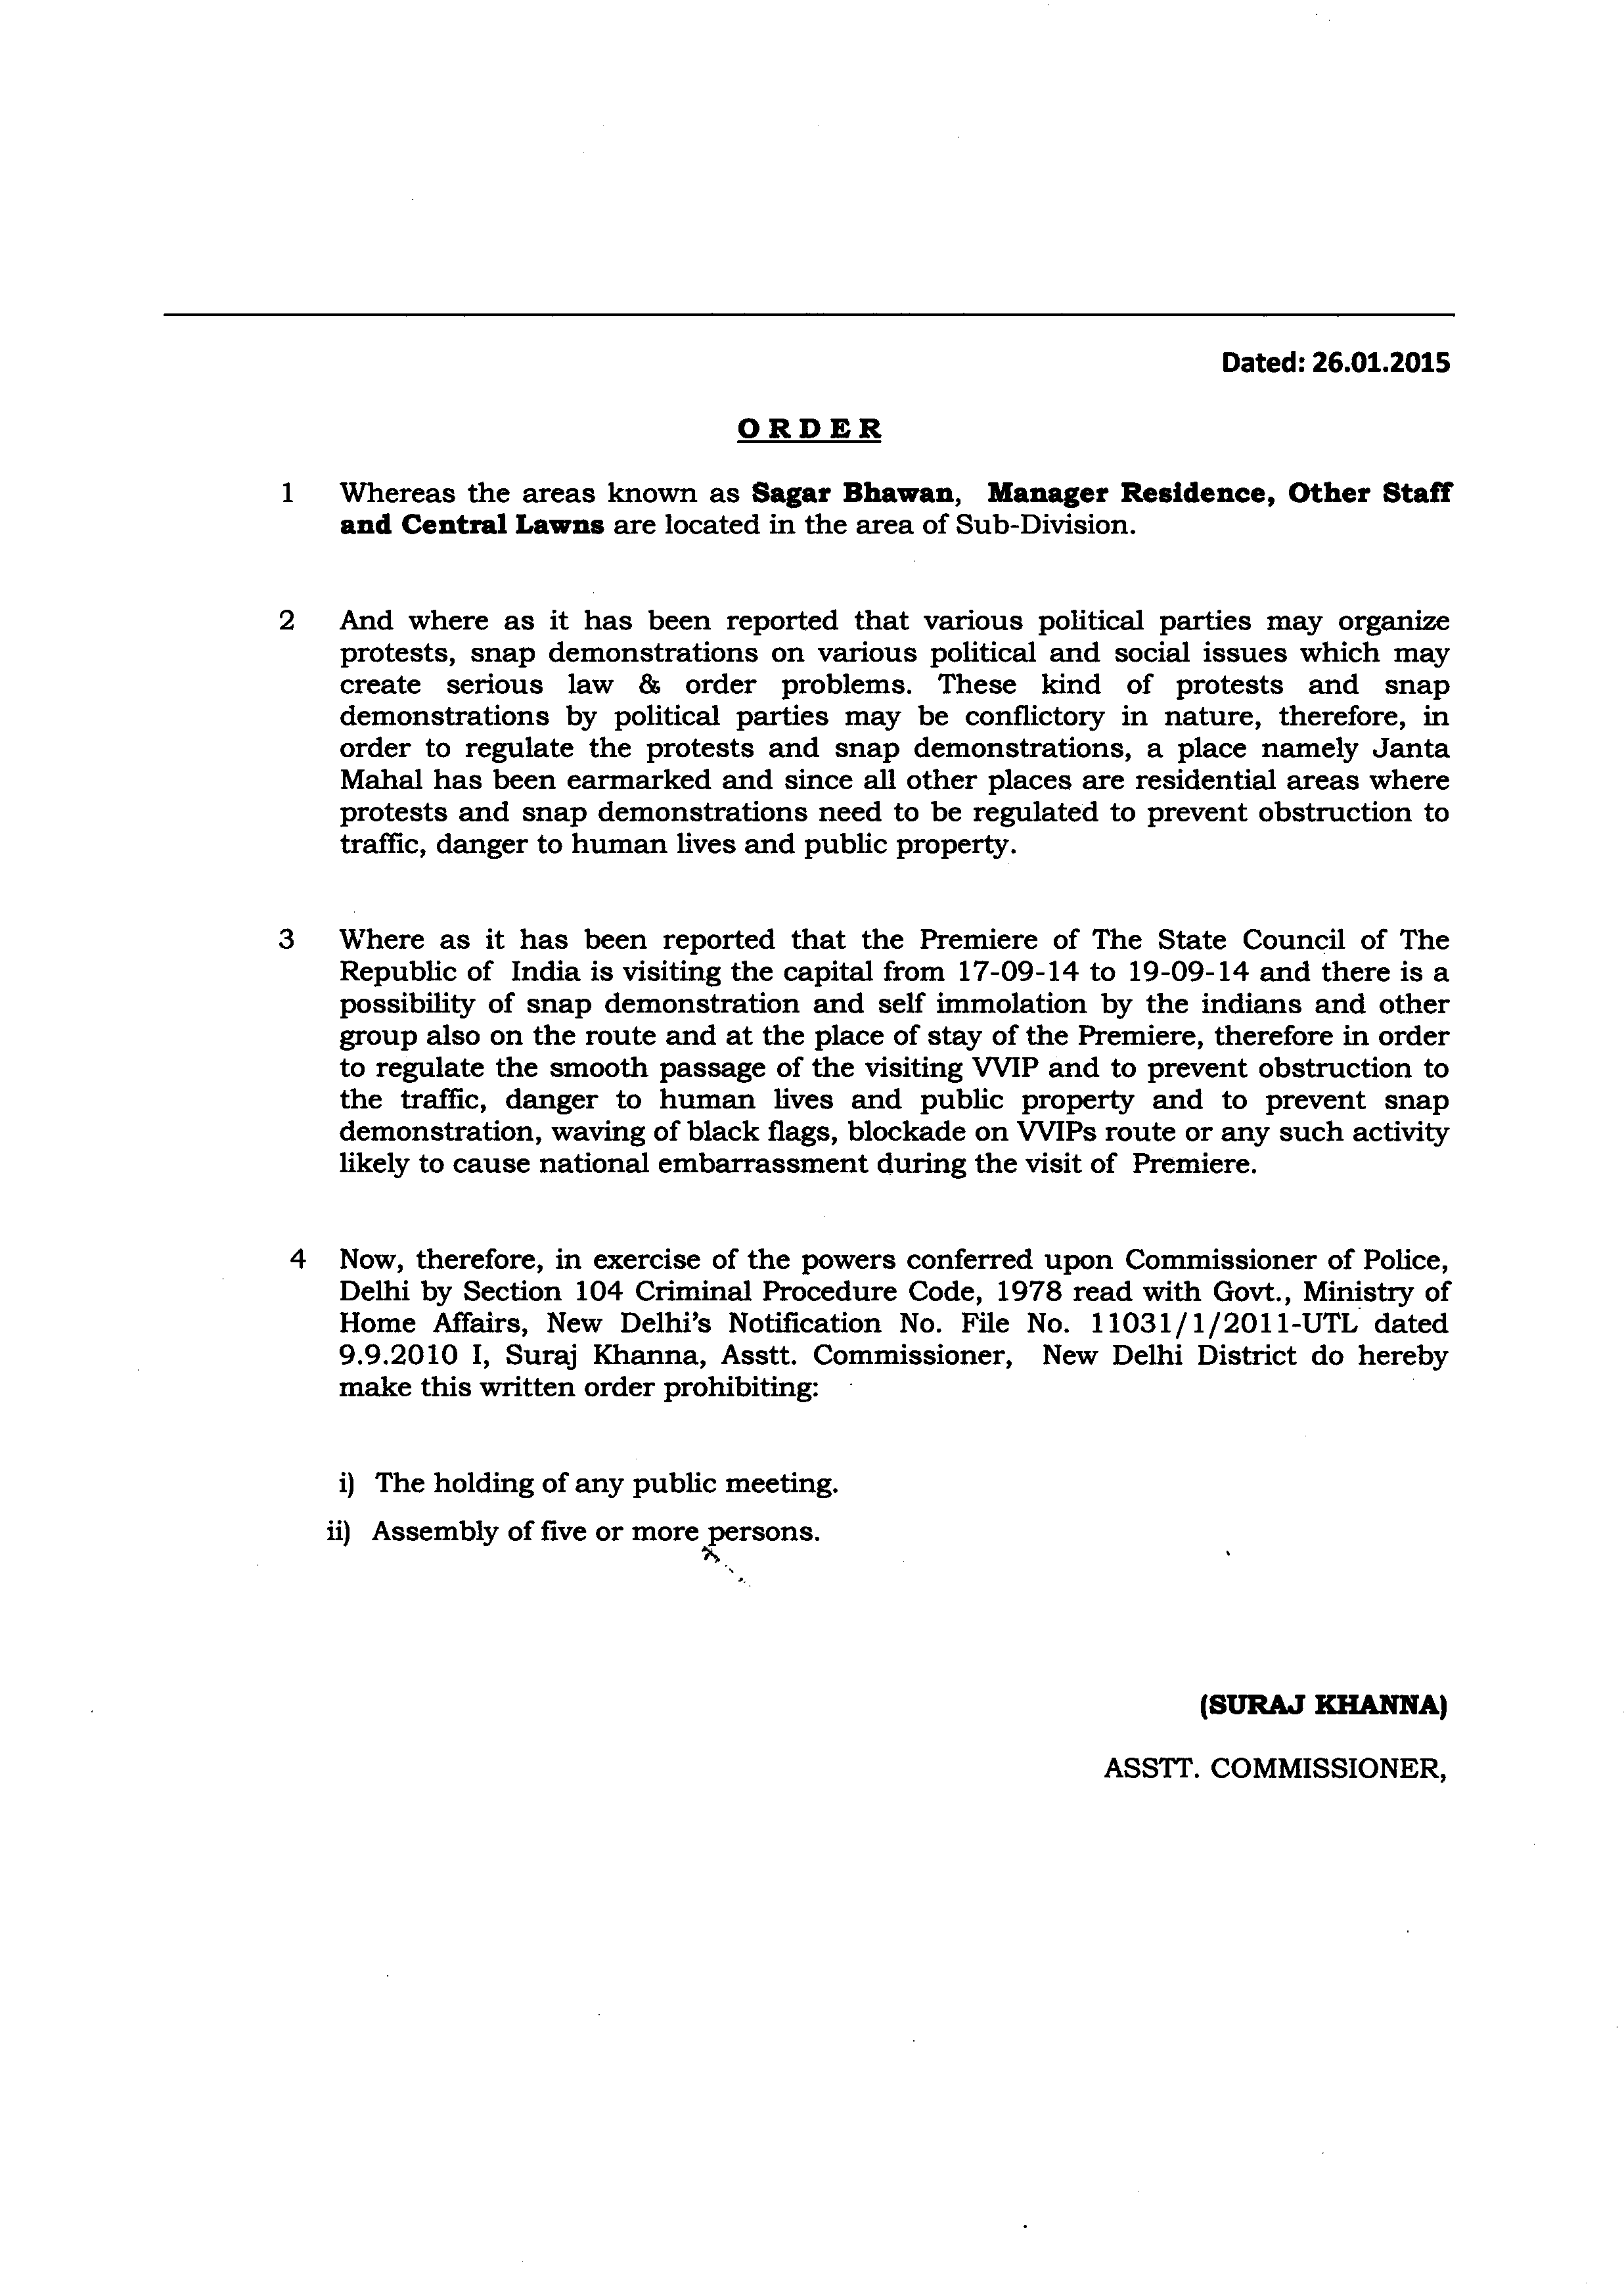 Dated: 26.01.2015
ORDER
1 Whereas the areas known as Sagar Bhawan, Manager Residence, Other Staff
and Central Lawns are located in the area of Sub-Division.
2 And where as it has been reported that various political parties may organize
protests, snap demonstrations on various political and social issues which may
create serious law & order problems. These kind of protests and snap
demonstrations by political parties may be conflictory in nature, therefore, in
order to regulate the protests and snap demonstrations, a place namely Janta
Mahal has been earmarked and since all other places are residential areas where
protests and snap demonstrations need to be regulated to prevent obstruction to
traffic, danger to human lives and public property.
3 Where as it has been reported that the Premiere of The State Council of The
Republic of India is visiting the capital from 17-09-14 to 19-09-14 and there is a
possibility of snap demonstration and self immolation by the indians and other
group also on the route and at the place of stay of the Premiere, therefore in order
to regulate the smooth passage of the visiting VVIP and to prevent obstruction to
the traffic, danger to human lives and public property and to prevent snap
demonstration, waving of black flags, blockade on VVIPs route or any such activity
likely to cause national embarrassment during the visit of Premiere.
4 Now, therefore, in exercise of the powers conferred upon Commissioner of Police,
Delhi by Section 104 Criminal Procedure Code, 1978 read with Govt., Ministry of
Home Affairs, New Delhi's Notification No. File No. 11031/1/2011-UTL dated
9.9.2010 I, Suraj Khanna, Asstt. Commissioner, New Delhi District do hereby
make this written order prohibiting:
i) The holding of any public meeting.
ii) Assembly of five or more persons.
(SURAJ KHANNA)
ASSTT. COMMISSIONER,